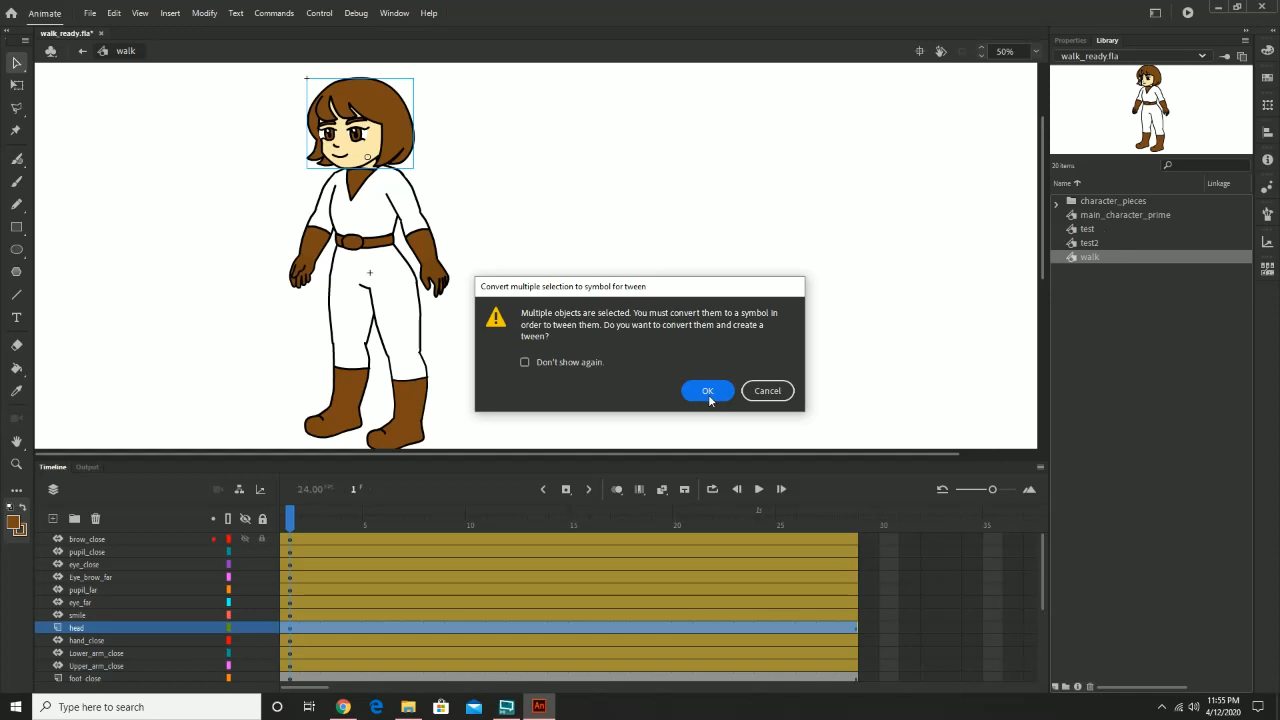 Animate
File
Edit
View
Insert
Modify
Text
Commands
Control
Debug
Window
Help
walk_ready.fla*
walk
50%
Properties
Library
walk_ready.fla
20 items
Name
Linkage
character_pieces
main_character_prime
test
test2
walk
Convert multiple selection to symbol for tween
Multiple objects are selected. You must convert them to a symbol in
order to tween them. Do you want to convert them and create a
tween?
Don't show again.
OK
Cancel
Timeline
Output
24.00 FPS
1 F
1s
5
10
15
20
25
30
35
brow_close
pupil_close
eye_close
Eye_brow_far
pupil_far
eye_far
smile
head
hand_close
Lower_arm_close
Upper_arm_close
foot_close
Type here to search
An
11:55 PM
4/12/2020